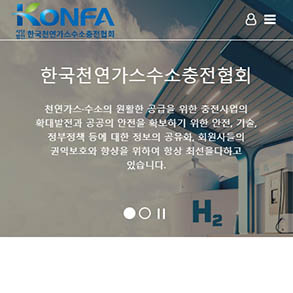 KONFA
한국천연가스수소충전협회
한국천연가스수소충전협회
천연가스·수소의 원활한 공급을 위한 충전사업의
확대발전과 공공의 안전을 확보하기 위한 안전, 기술,
정부정책 등에 대한 정보의 공유화, 회원사들의
권익보호와 향상을 위하여 항상 최선을다하고
있습니다.
H2